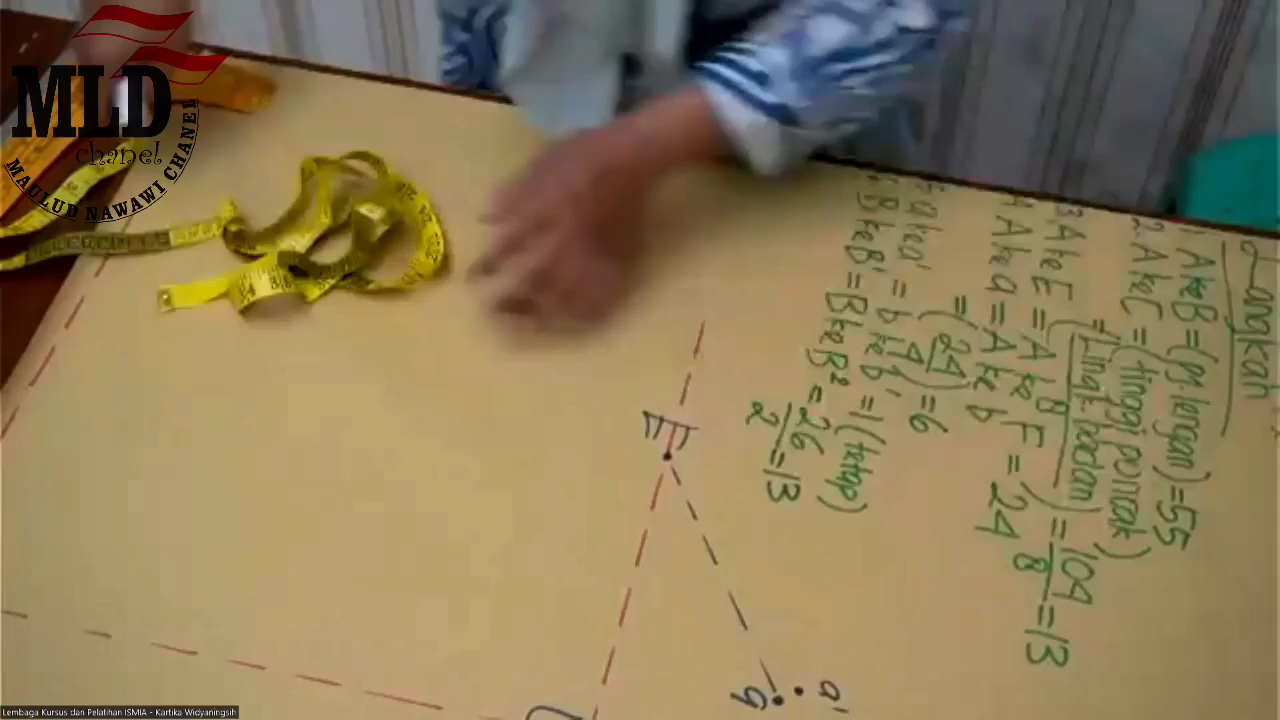 MLD
chanel
MAULUD NAWAWI CHANEL
Langkah
1 A ke B = (p. lengan) = 55
2. A ke C = (tinggi puncak)
= (Lingk. badan) = 104 = 13
8 8
3 A ke E = A ke F = 24
4 A ke a = A ke b
= (24) = 6
4
5. a ke a' = b ke b' = 1 (tetap)
6. B ke B' = B ke B² = 26 = 13
2
E
a
a'
Lembaga Kursus dan Pelatihan ISMIA - Kartika Widyaningsih